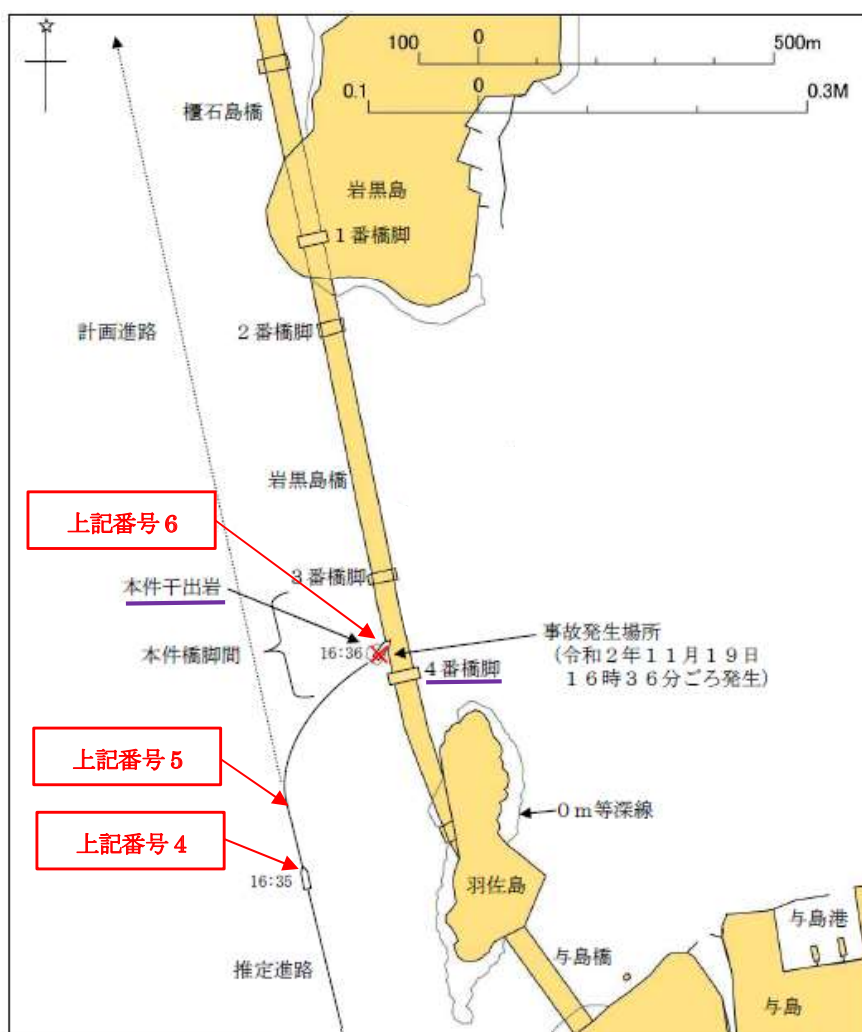 100 0 500m
0.1 0 0.3M
櫃石島橋
岩黒島
1番橋脚
計画進路
2番橋脚
岩黒島橋
上記番号6
3番橋脚
本件干出岩
本件橋脚間
16:36
事故発生場所
(令和2年11月19日
16時36分ごろ発生)
4番橋脚
上記番号5
0m等深線
上記番号4
16:35
羽佐島
与島港
推定進路
与島橋
与島